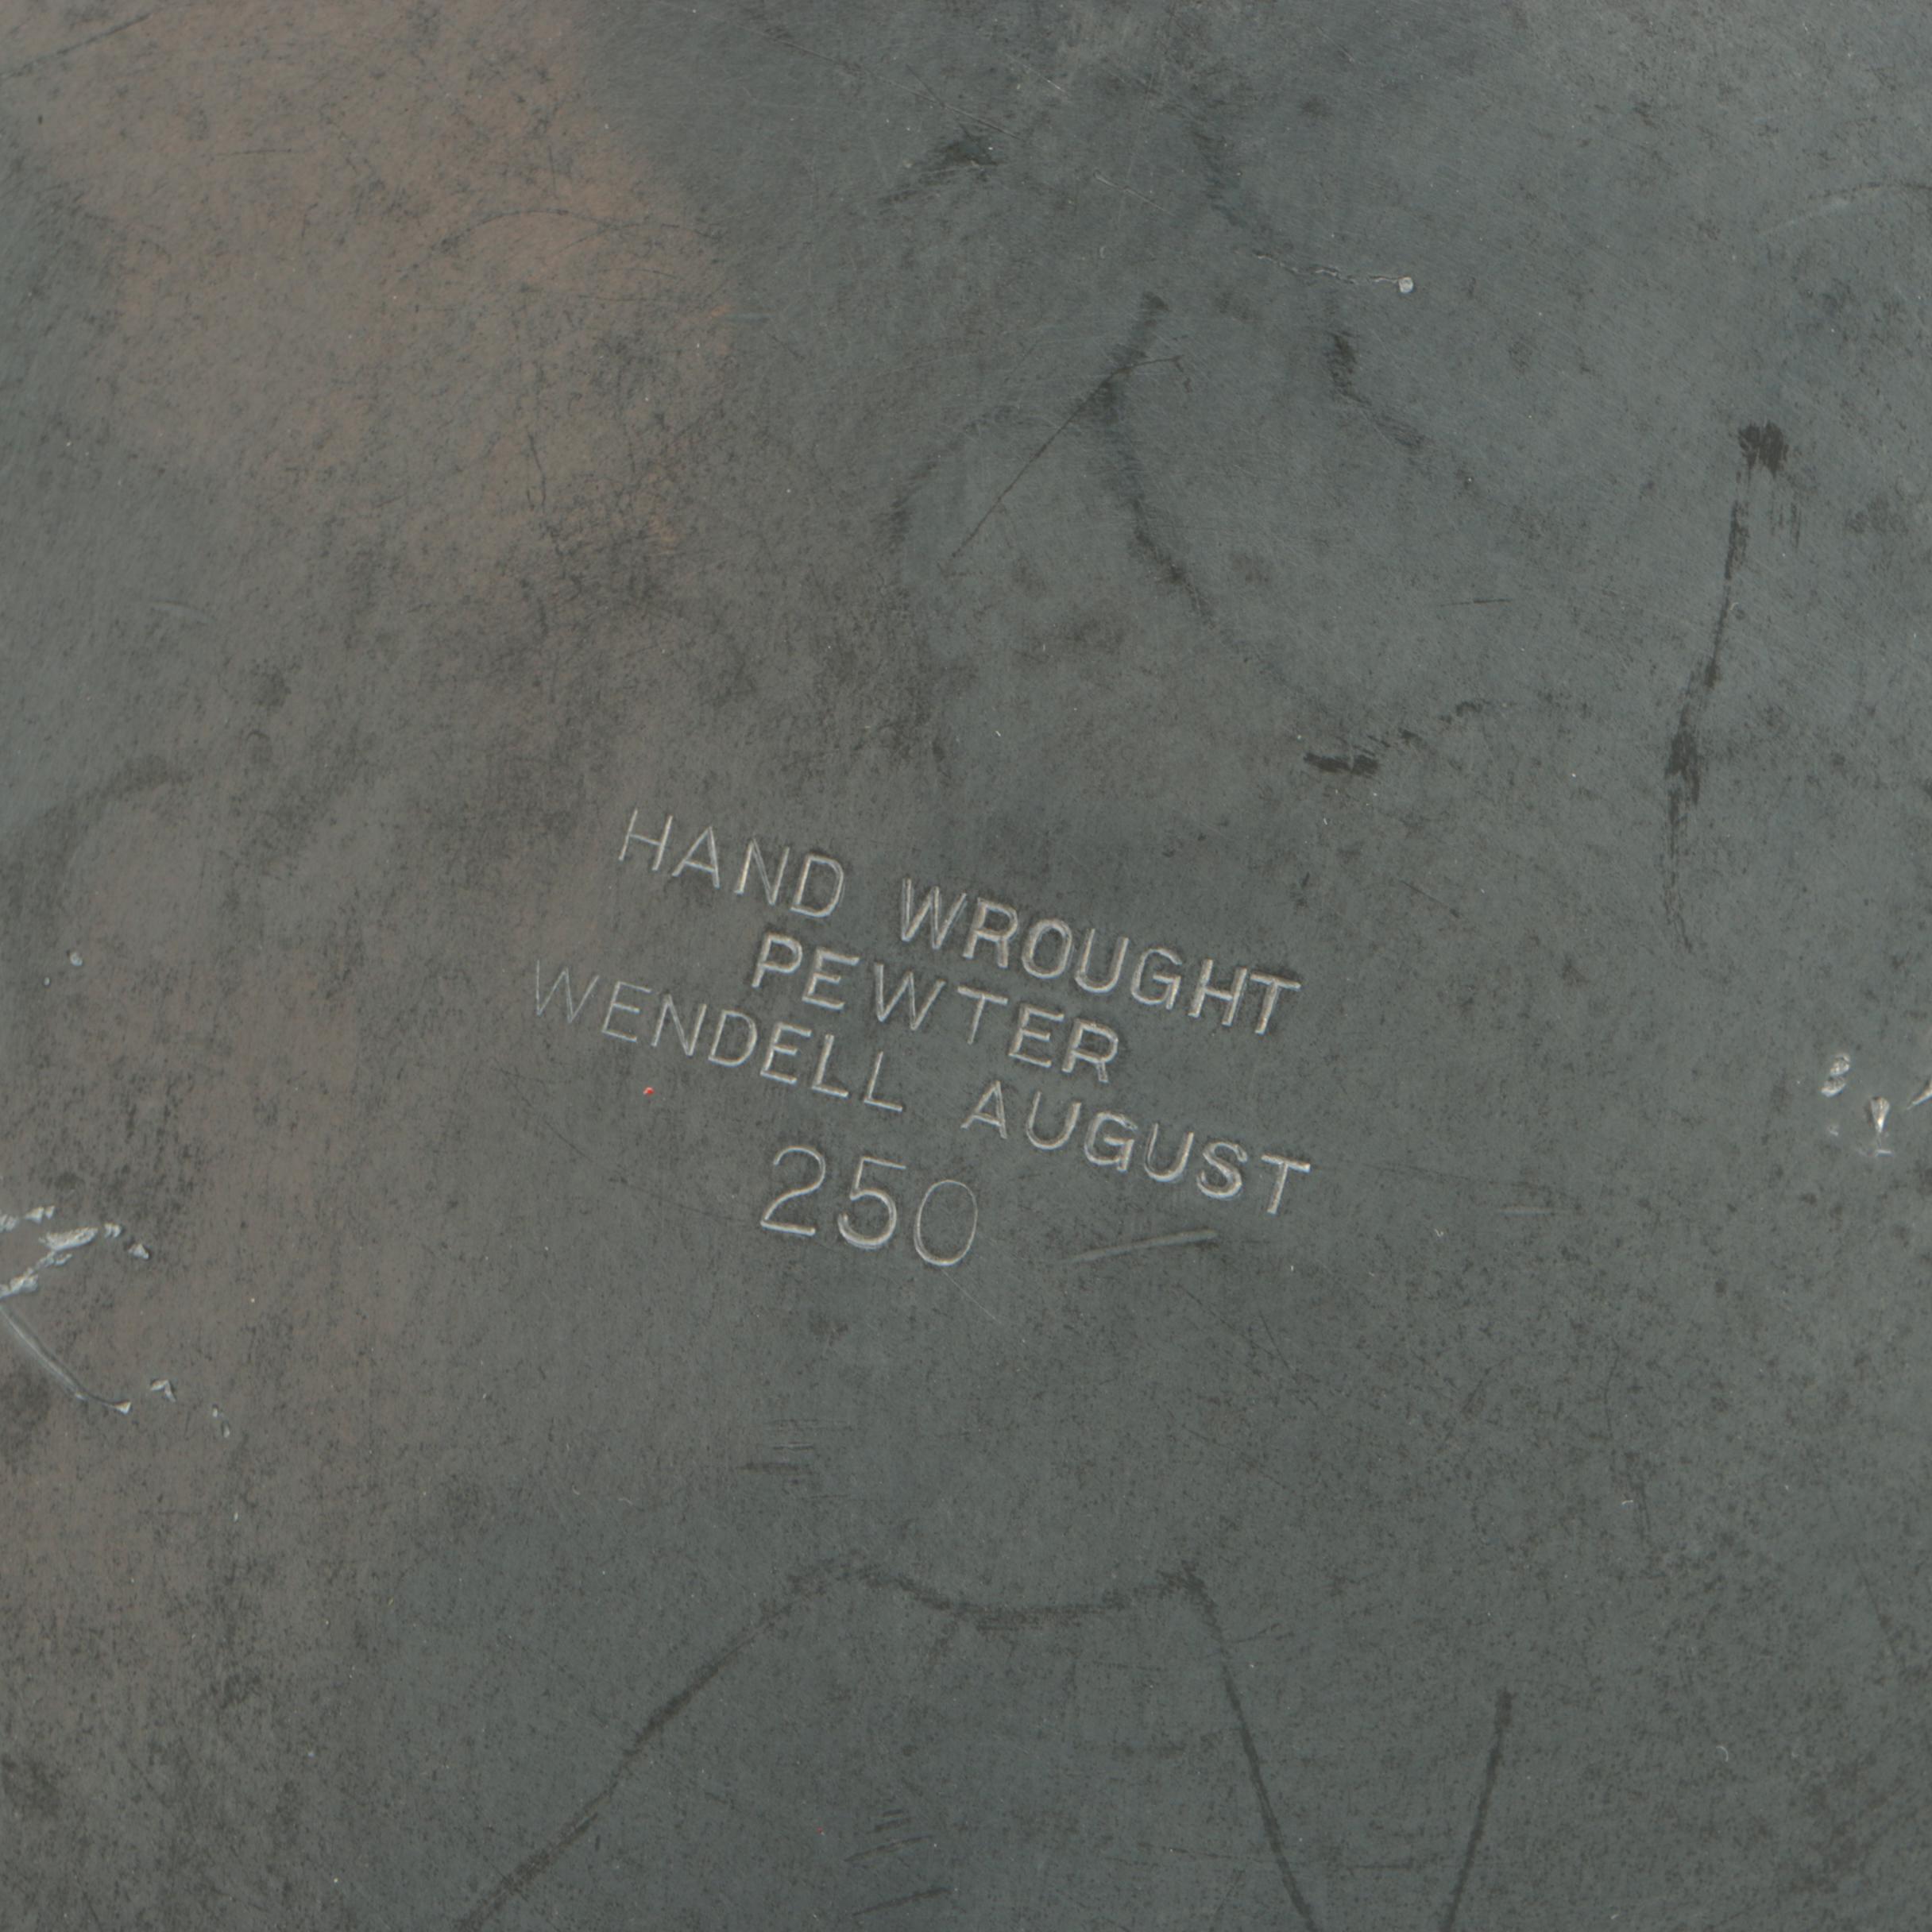 HAND WROUGHT
PEWTER
WENDELL AUGUST
250